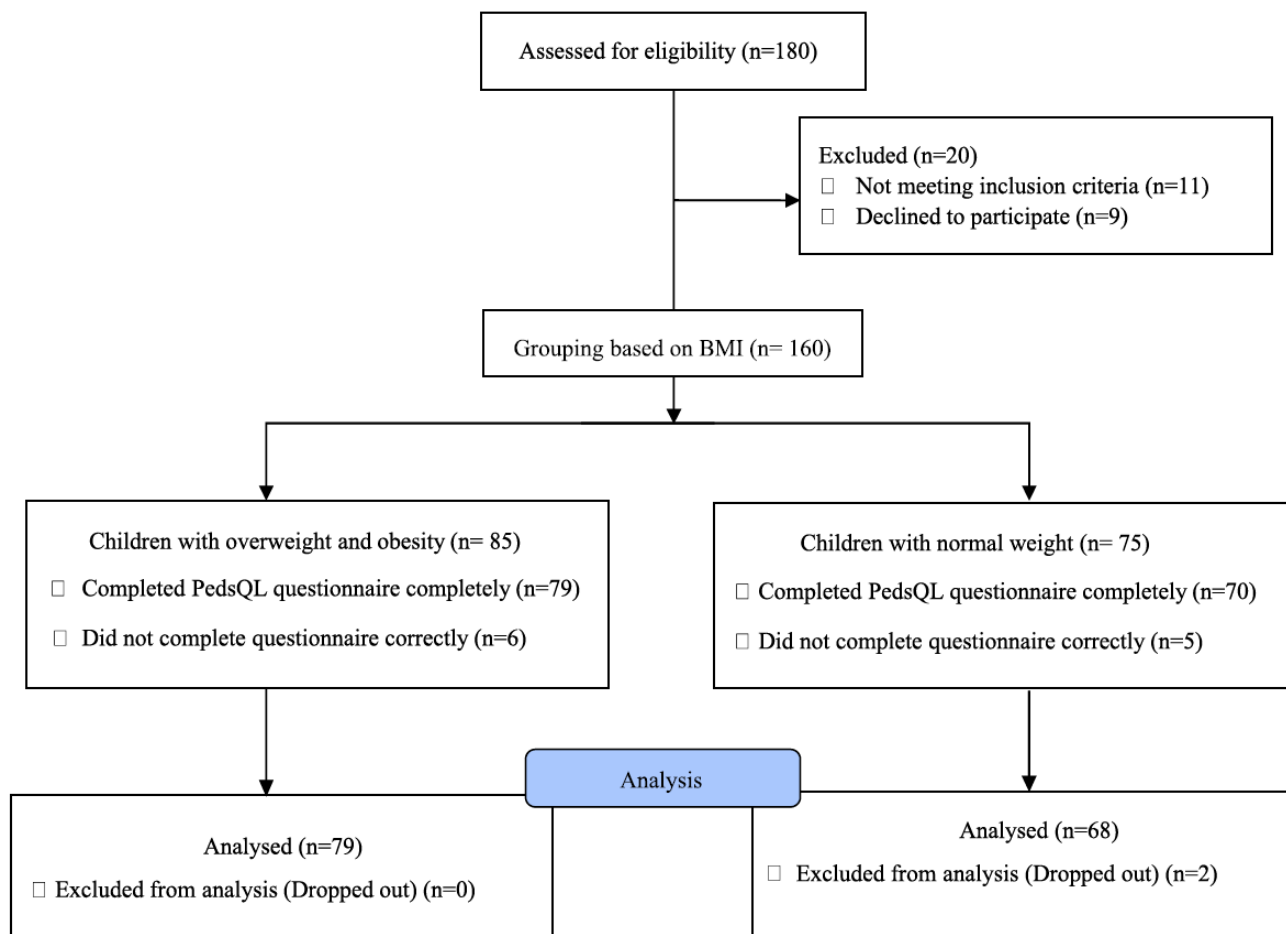 Assessed for eligibility (n=180)
Excluded (n=20)
□ Not meeting inclusion criteria (n=11)
□ Declined to participate (n=9)
Grouping based on BMI (n= 160)
Children with overweight and obesity (n= 85)
□ Completed PedsQL questionnaire completely (n=79)
□ Did not complete questionnaire correctly (n=6)
Children with normal weight (n= 75)
□ Completed PedsQL questionnaire completely (n=70)
□ Did not complete questionnaire correctly (n=5)
Analysis
Analysed (n=79)
□ Excluded from analysis (Dropped out) (n=0)
Analysed (n=68)
□ Excluded from analysis (Dropped out) (n=2)